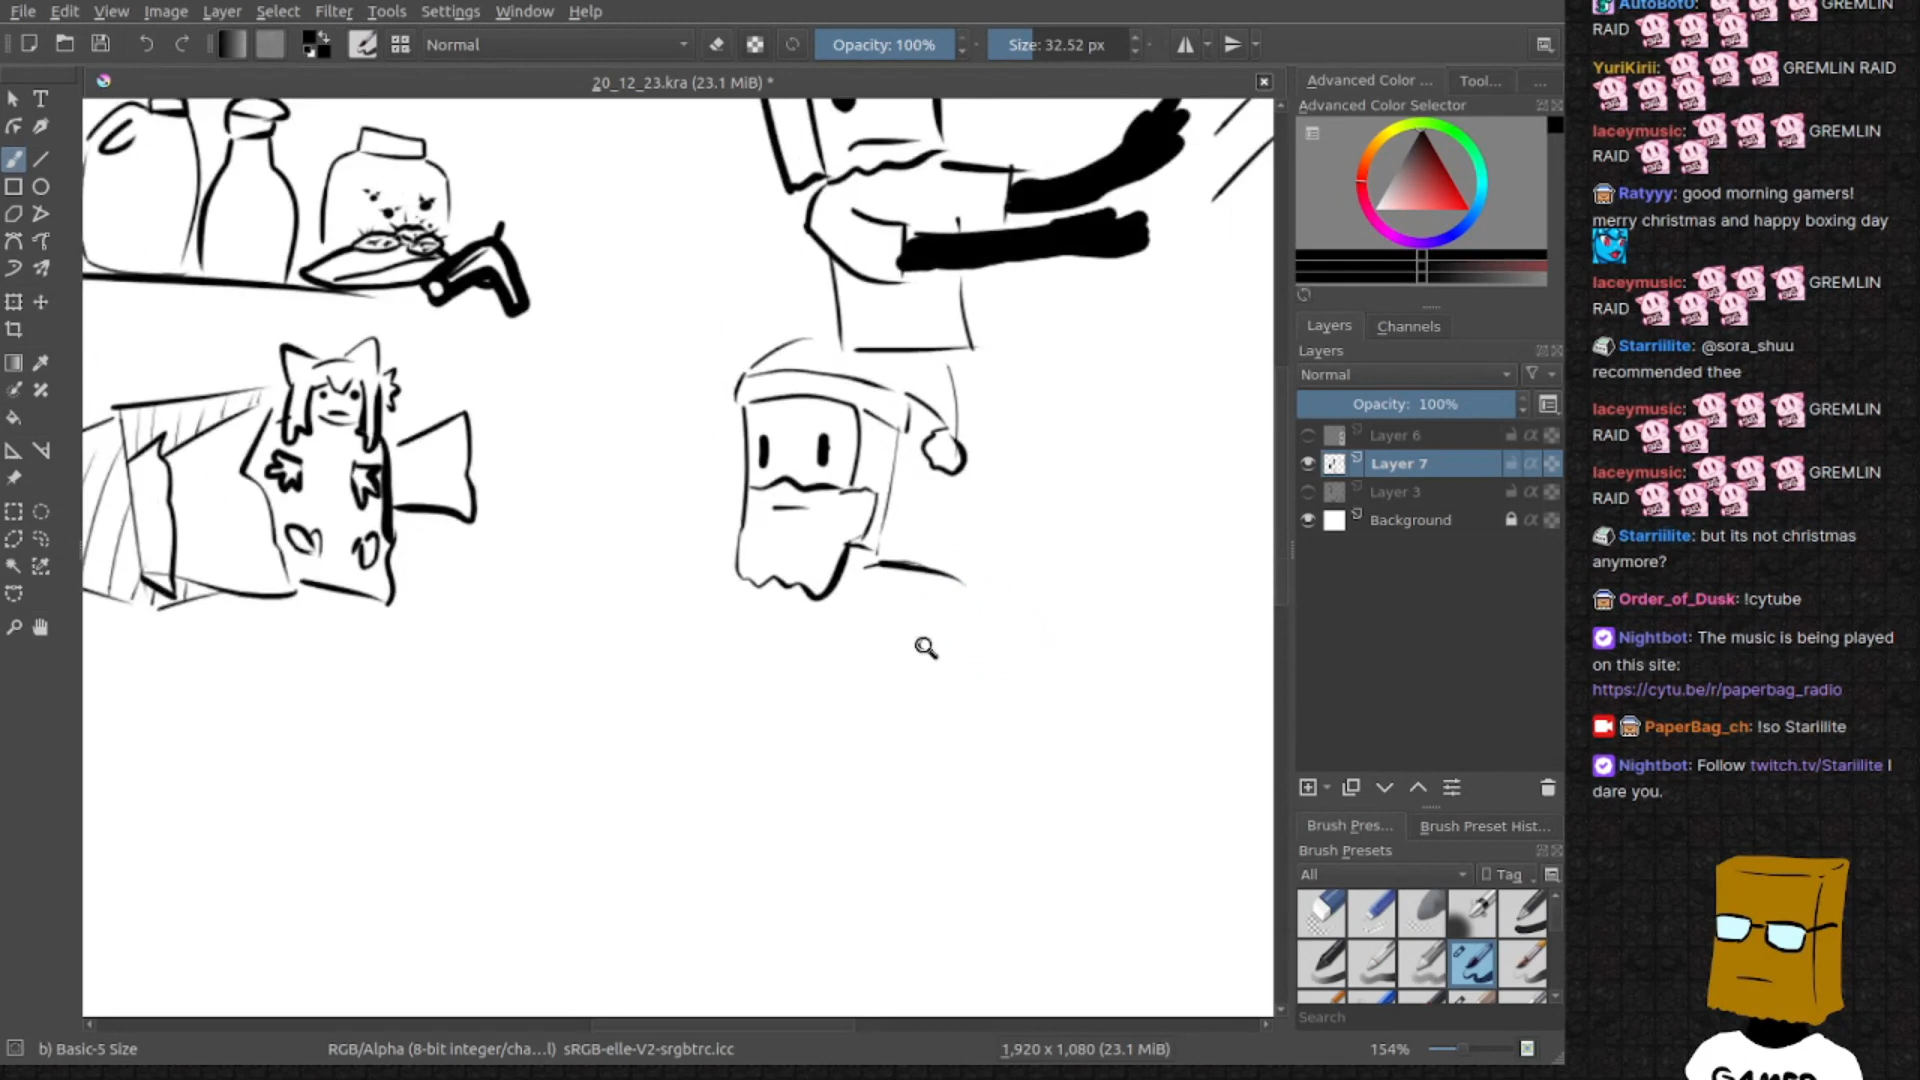 File Edit View Image Layer Select Filter Tools Settings Window Help
Normal
Opacity: 100%
Size: 32.52 px
20_12_23.kra (23.1 MiB) *
Advanced Color ...
Tool...
...
Advanced Color Selector
Layers
Channels
Layers
Normal
Opacity: 100%
Layer 6
Layer 7
Layer 3
Background
Brush Pres...
Brush Preset Hist...
Brush Presets
All
Tag
Search
b) Basic-5 Size
RGB/Alpha (8-bit integer/cha...l) sRGB-elle-V2-srgbtrc.icc
1,920 x 1,080 (23.1 MiB)
154%
AutoBot0: GREMLIN
RAID
YuriKirii: GREMLIN RAID
laceymusic: GREMLIN
RAID
Ratyyy: good morning gamers!
merry christmas and happy boxing day
laceymusic: GREMLIN
RAID
Starriilite: @sora_shuu
recommended thee
laceymusic: GREMLIN
RAID
laceymusic: GREMLIN
RAID
Starriilite: but its not christmas
anymore?
Order_of_Dusk: !cytube
Nightbot: The music is being played
on this site:
https://cytu.be/r/paperbag_radio
PaperBag_ch: !so Stariilite
Nightbot: Follow twitch.tv/Stariilite I
dare you.
GAMER